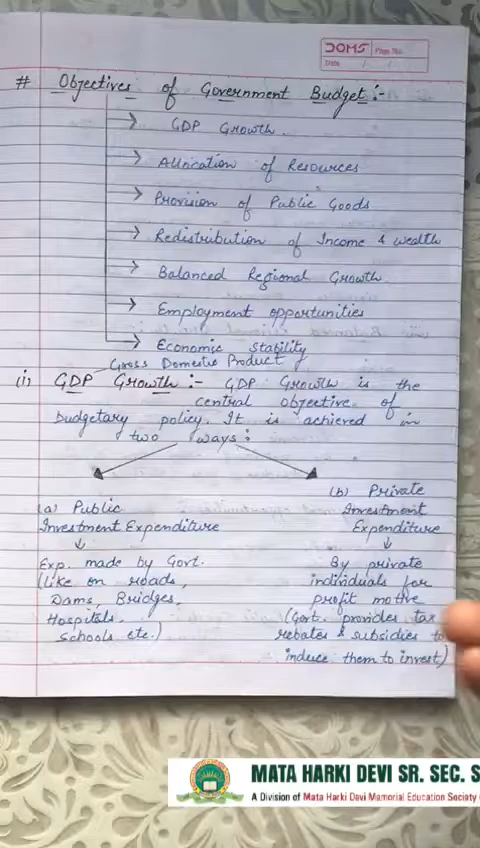 DOMS Page No.
Date / /
# Objectives of Government Budget :-
→ GDP Growth.
→ Allocation of Resources
→ Provision of Public Goods
→ Redistribution of Income & wealth
→ Balanced Regional Growth
→ Employment opportunities
→ Economic Stability
Gross Domestic Product
(i) GDP Growth :- GDP Growth is the
central objective of
budgetary policy. It is achieved in
two ways :
(a) Public
Investment Expenditure
↓
Exp. made by Govt.
(like on roads,
Dams, Bridges,
Hospitals,
Schools etc.)
(b) Private
Investment
Expenditure
↓
By private
individuals for
profit motive
(Govt. provides tax
rebates & subsidies to
induce them to invest)
MATA HARKI DEVI SR. SEC. S
A Division of Mata Harki Devi Memorial Education Society